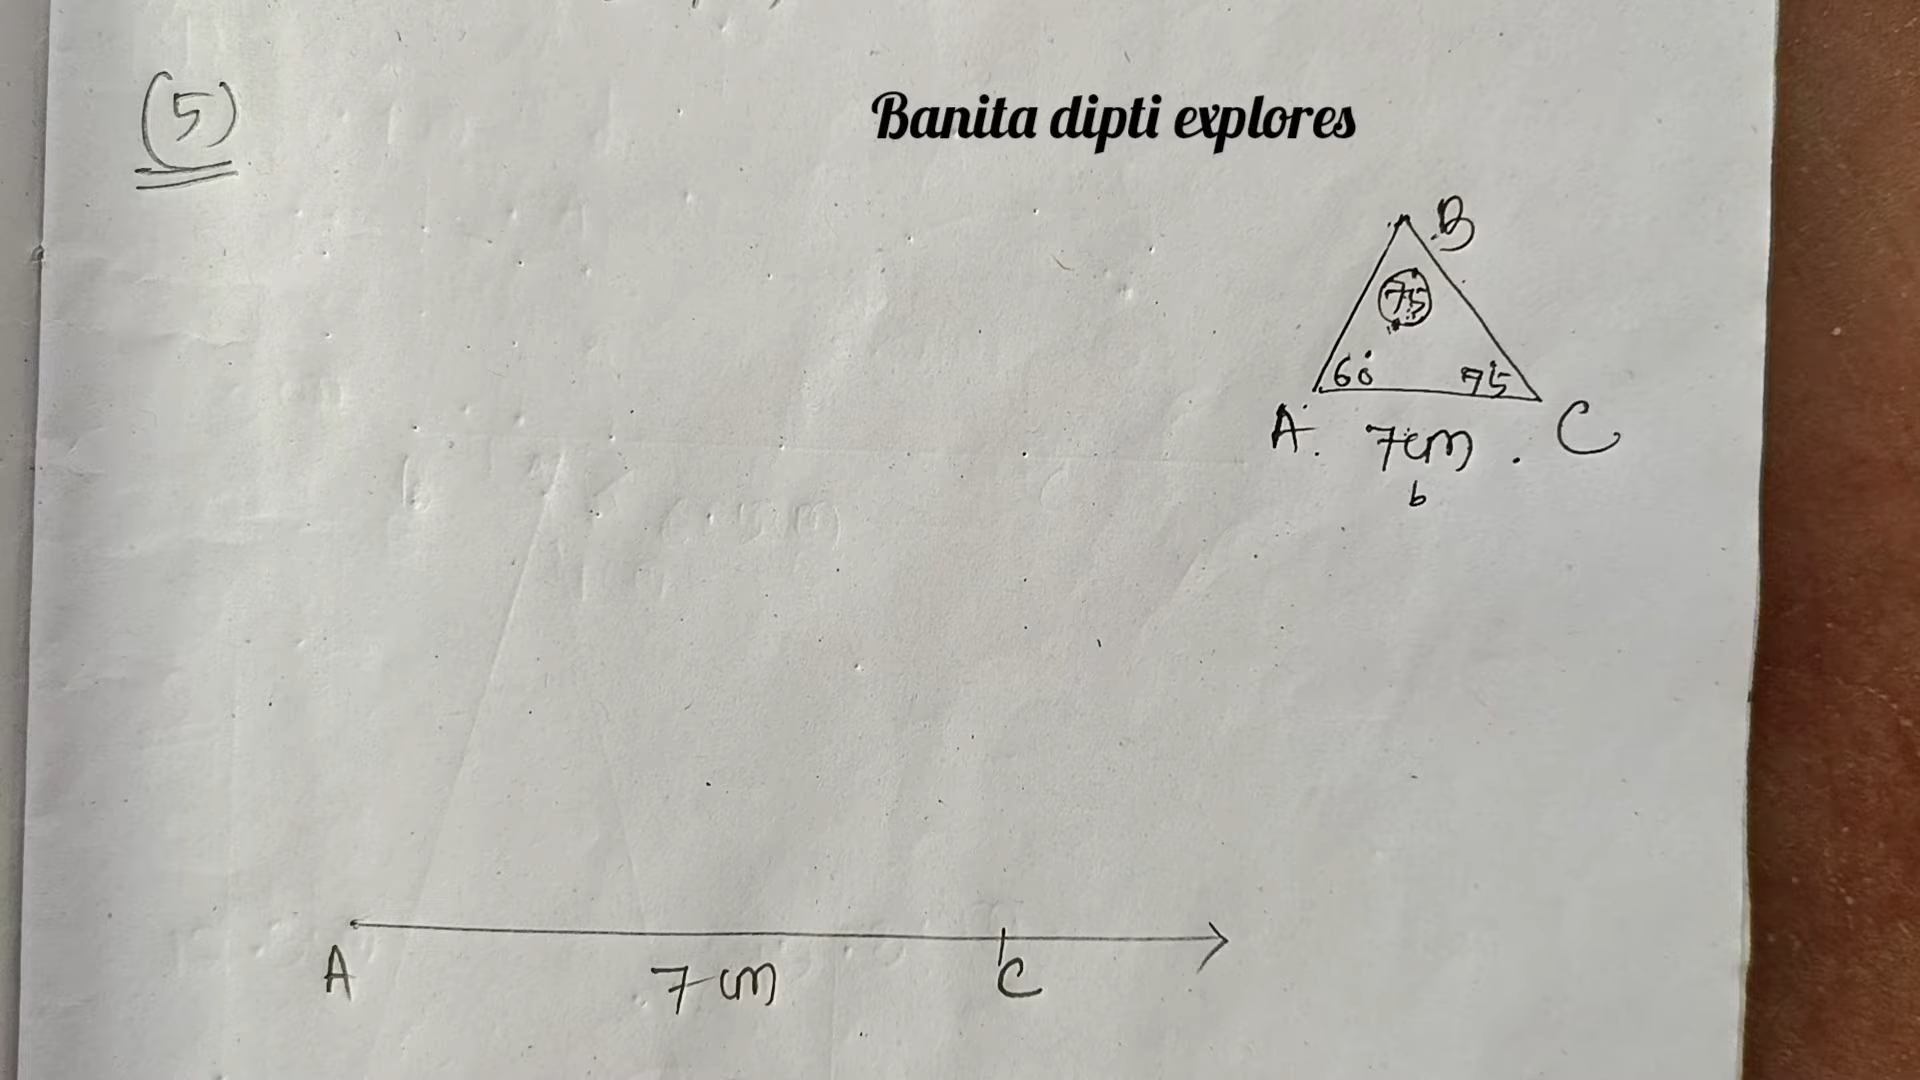 (5)
Banita dipti explores
B
75
60° 75
A. 7cm . C
b
A 7 cm C